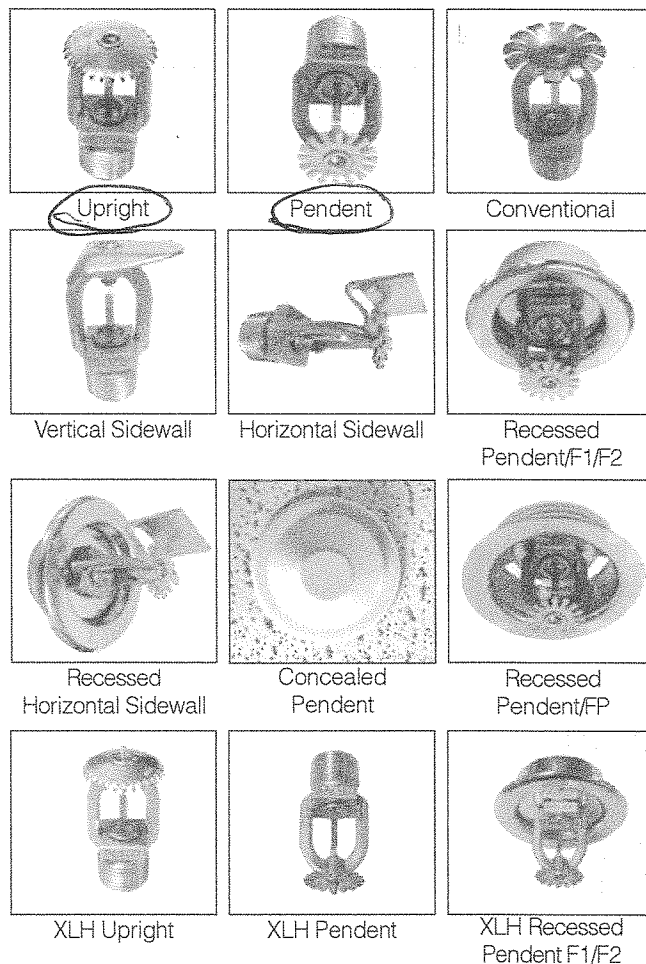 Upright
Pendent
Conventional
Vertical Sidewall
Horizontal Sidewall
Recessed
Pendent/F1/F2
Recessed
Horizontal Sidewall
Concealed
Pendent
Recessed
Pendent/FP
XLH Upright
XLH Pendent
XLH Recessed
Pendent F1/F2